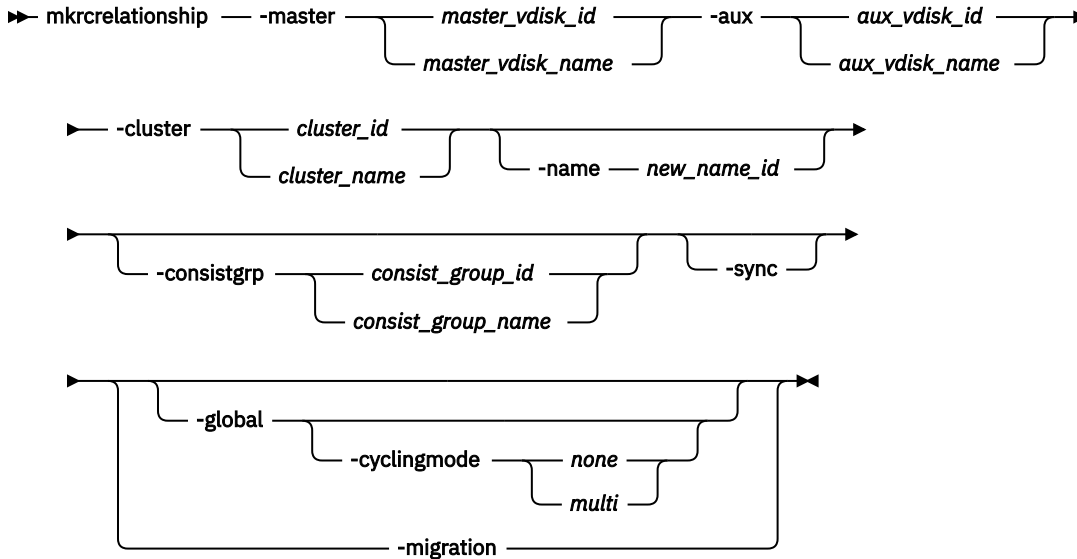 mkrcrelationship -master master_vdisk_id -aux aux_vdisk_id
master_vdisk_name aux_vdisk_name
-cluster cluster_id
cluster_name -name new_name_id
-consistgrp consist_group_id -sync
consist_group_name
-global
-cyclingmode none
multi
-migration